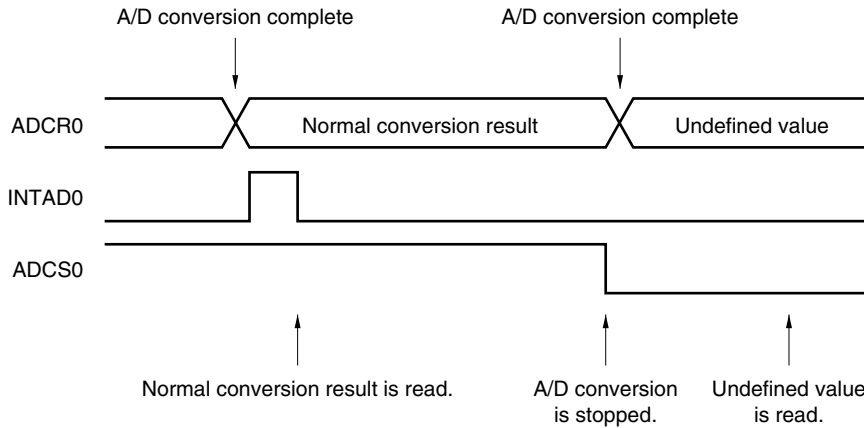 A/D conversion complete
A/D conversion complete
ADCR0
Normal conversion result
Undefined value
INTAD0
ADCS0
Normal conversion result is read.
A/D conversion
is stopped.
Undefined value
is read.